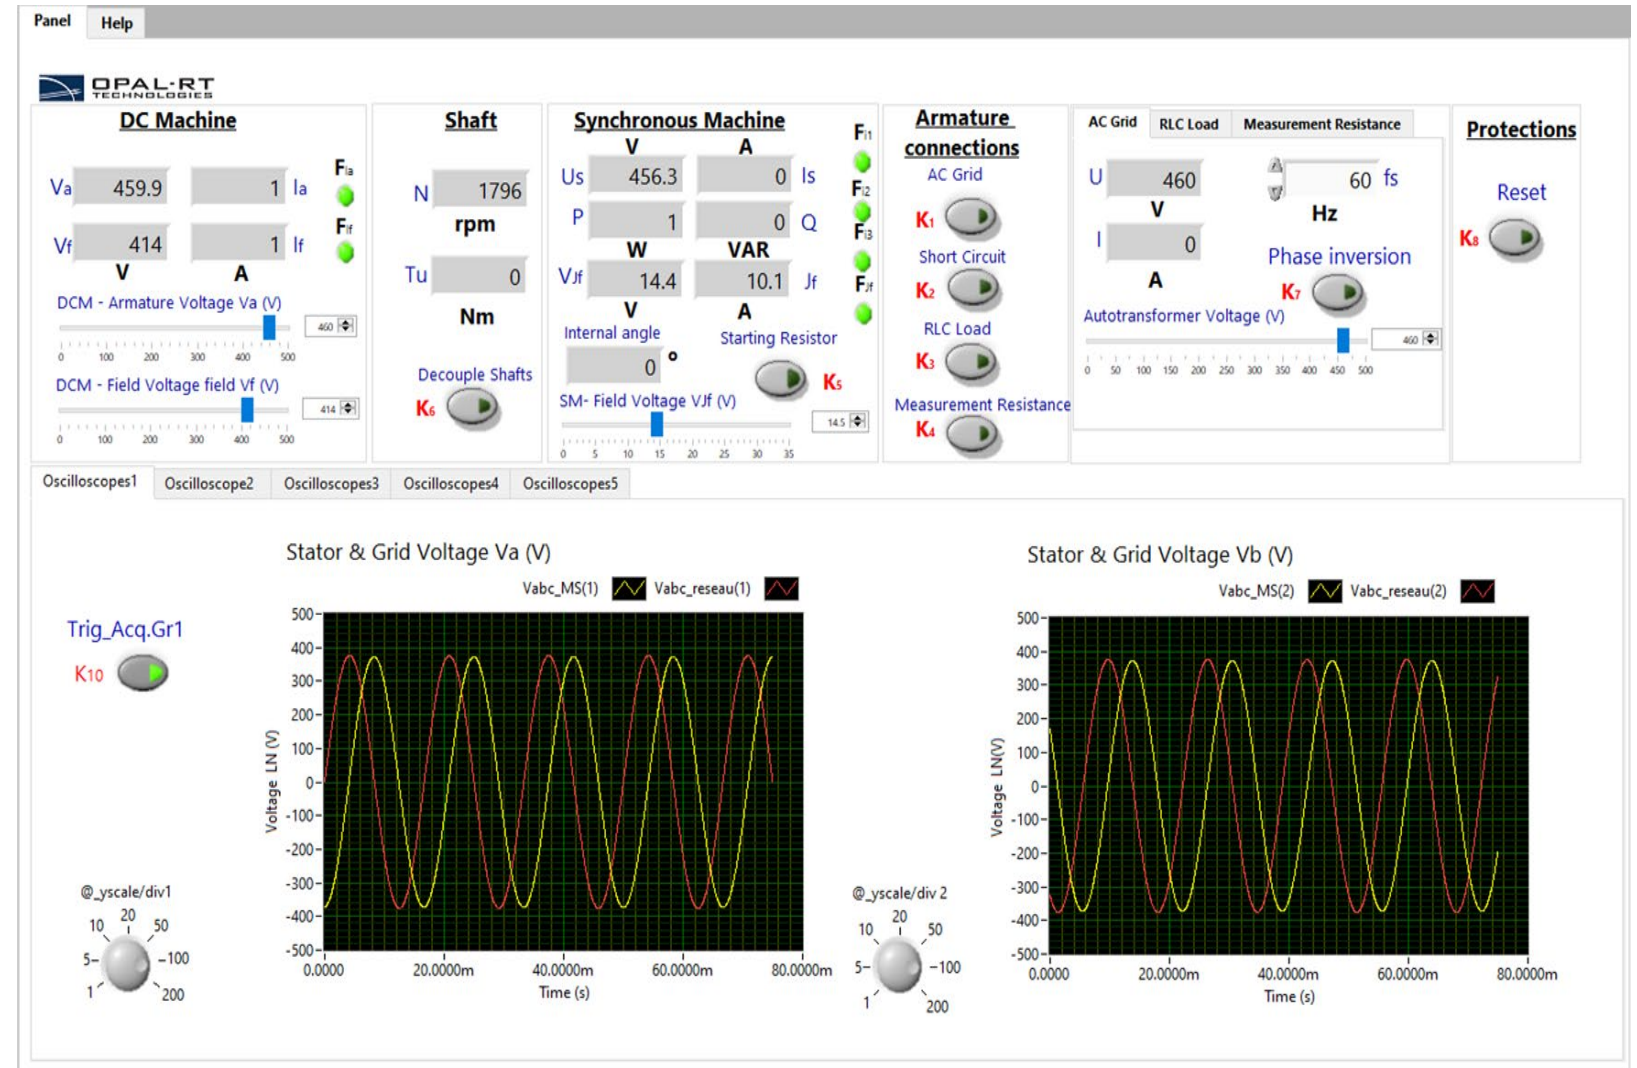 Panel Help
OPAL-RT
TECHNOLOGIES
DC Machine
Va 459.9 1 Ia Fia
Vf 414 1 If Fif
V A
DCM - Armature Voltage Va (V)
460
0 100 200 300 400 500
DCM - Field Voltage field Vf (V)
414
0 100 200 300 400 500
Shaft
N 1796
rpm
Tu 0
Nm
Decouple Shafts
K6
Synchronous Machine
V A
Us 456.3 0 Is
P 1 0 Q
W VAR
VJf 14.4 10.1 Jf
V A
Fi1
Fi2
Fi3
FJf
Internal angle Starting Resistor
0 ° K5
SM- Field Voltage VJf (V)
14.5
0 5 10 15 20 25 30 35
Armature
connections
AC Grid
K1
Short Circuit
K2
RLC Load
K3
Measurement Resistance
K4
AC Grid RLC Load Measurement Resistance
U 460 60 fs
V Hz
I 0 Phase inversion
A K7
Autotransformer Voltage (V)
460
0 50 100 150 200 250 300 350 400 450 500
Protections
Reset
K8
Oscilloscopes1 Oscilloscope2 Oscilloscopes3 Oscilloscopes4 Oscilloscopes5
Trig_Acq.Gr1
K10
@_yscale/div1
1 5 10 20 50 100 200
Stator & Grid Voltage Va (V)
Vabc_MS(1) Vabc_reseau(1)
Voltage LN (V)
500
400
300
200
100
0
-100
-200
-300
-400
-500
0.0000 20.0000m 40.0000m 60.0000m 80.0000m
Time (s)
@_yscale/div 2
1 5 10 20 50 100 200
Stator & Grid Voltage Vb (V)
Vabc_MS(2) Vabc_reseau(2)
Voltage LN(V)
500
400
300
200
100
0
-100
-200
-300
-400
-500
0.0000 20.0000m 40.0000m 60.0000m 80.0000m
Time (s)